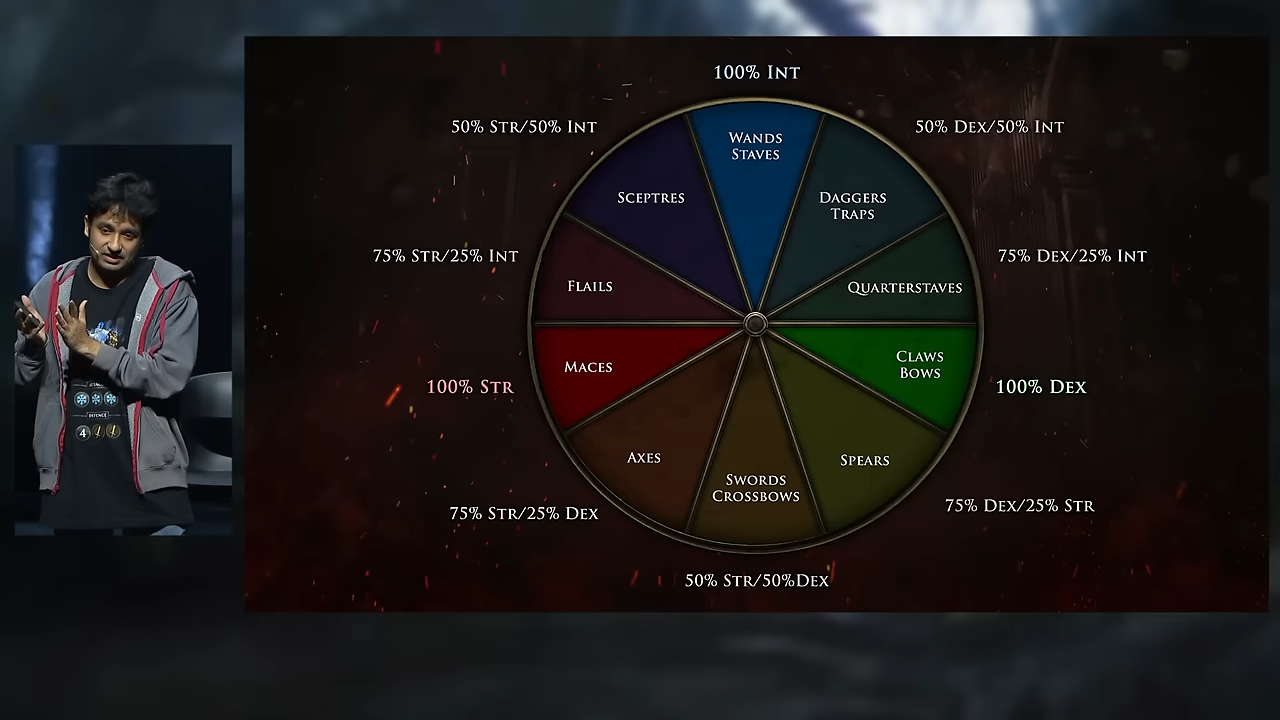 100% Int
50% Str/50% Int
50% Dex/50% Int
Wands
Staves
Sceptres
Daggers
Traps
75% Str/25% Int
75% Dex/25% Int
Flails
Quarterstaves
Maces
Claws
Bows
100% Str
100% Dex
Axes
Spears
Swords
Crossbows
75% Str/25% Dex
75% Dex/25% Str
50% Str/50%Dex
Defence
4